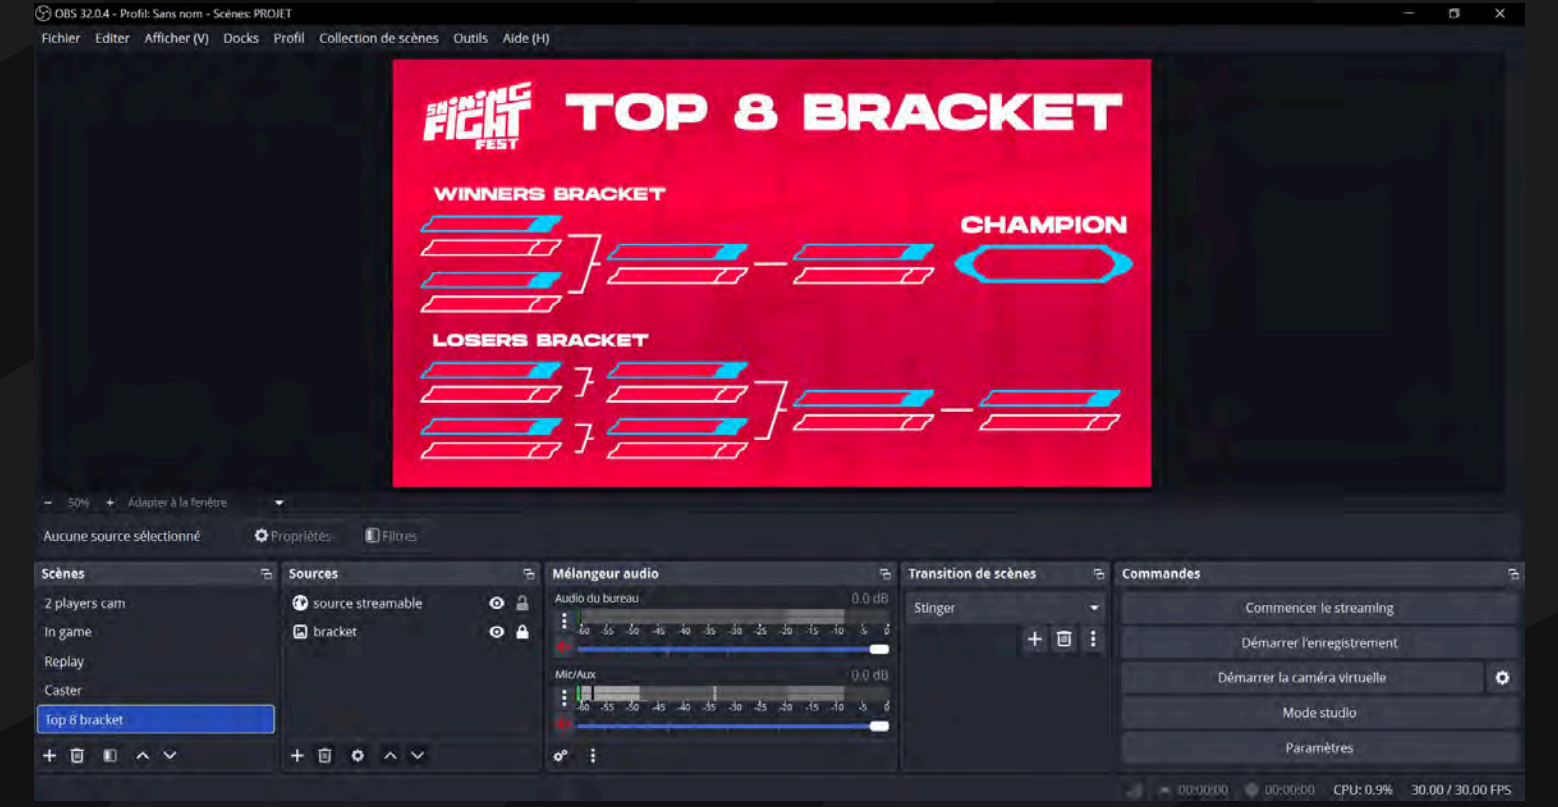 OBS 32.0.4 - Profil: Sans nom - Scènes: PROJET
Fichier Editer Afficher (V) Docks Profil Collection de scènes Outils Aide (H)
SHINING FIGHT FEST
TOP 8 BRACKET
WINNERS BRACKET
CHAMPION
LOSERS BRACKET
50% Adapter à la fenêtre
Aucune source sélectionné Propriétés Filtres
Scènes
2 players cam
In game
Replay
Caster
Top 8 bracket
Sources
source streamable
bracket
Mélangeur audio
Audio du bureau 0.0 dB
-60 -55 -50 -45 -40 -35 -30 -25 -20 -15 -10 -5 0
Mic/Aux 0.0 dB
-60 -55 -50 -45 -40 -35 -30 -25 -20 -15 -10 -5 0
Transition de scènes
Stinger
Commandes
Commencer le streaming
Démarrer l'enregistrement
Démarrer la caméra virtuelle
Mode studio
Paramètres
00:00:00 00:00:00 CPU: 0.9% 30.00 / 30.00 FPS